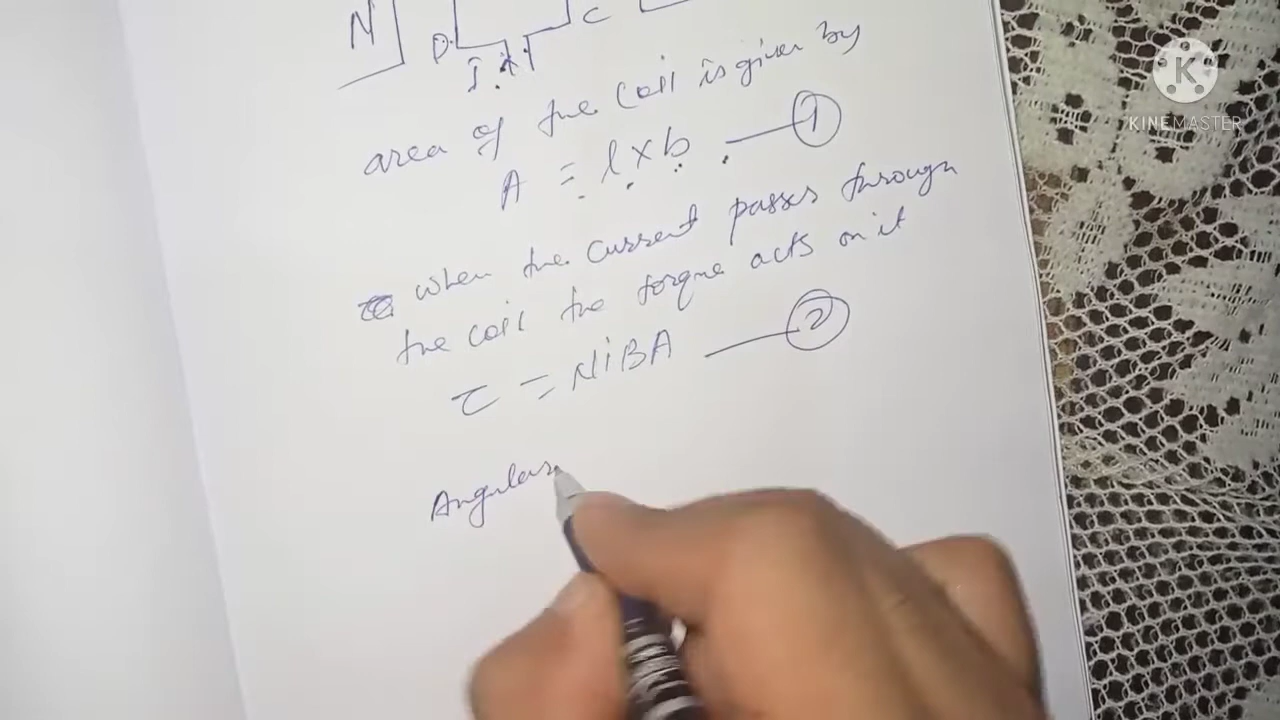 N
D
C
I
area of the coil is given by
A = l x b 1
when the current passes through
the coil the torque acts on it
τ = NiBA 2
Angular
K
KINEMASTER